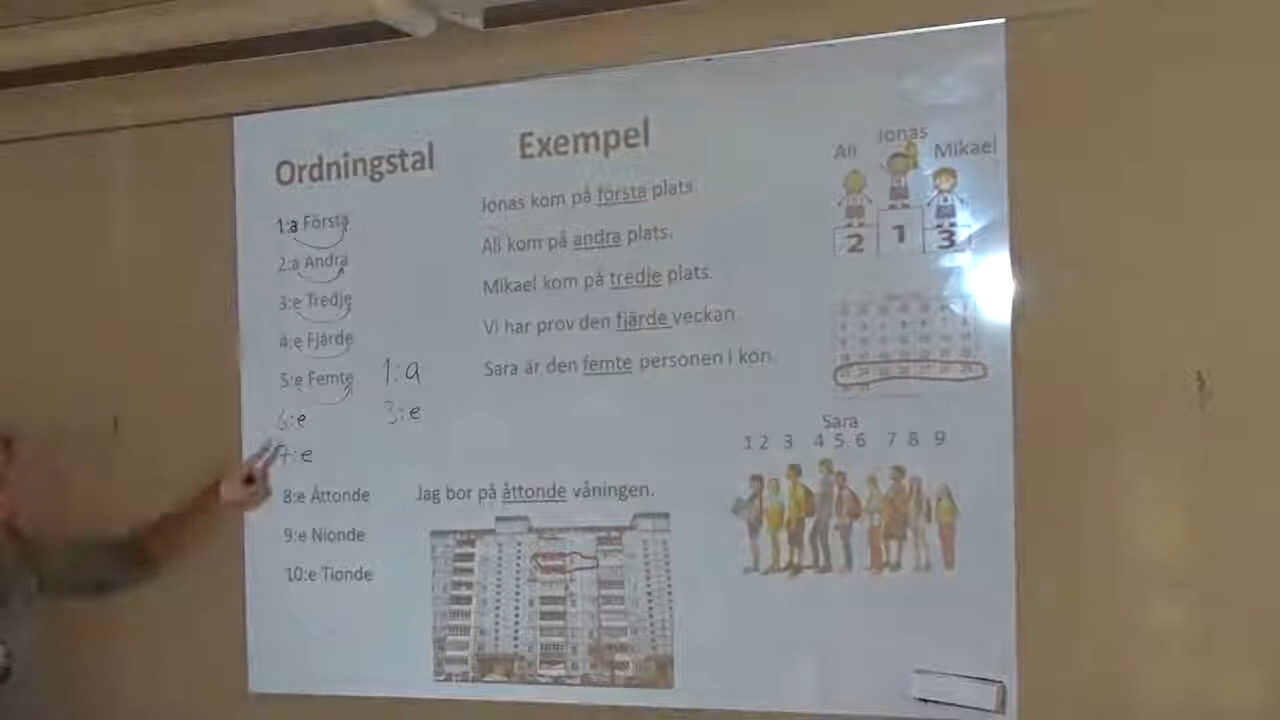 Ordningstal
1:a Första
2:a Andra
3:e Tredje
4:e Fjärde
5:e Femte
6:e
7:e
8:e Åttonde
9:e Nionde
10:e Tionde
1:a
3:e
Exempel
Jonas kom på första plats.
Ali kom på andra plats.
Mikael kom på tredje plats.
Vi har prov den fjärde veckan
Sara är den femte personen i kön.
Jag bor på åttonde våningen.
Ali Jonas Mikael
2 1 3
Sara
1 2 3 4 5 6 7 8 9